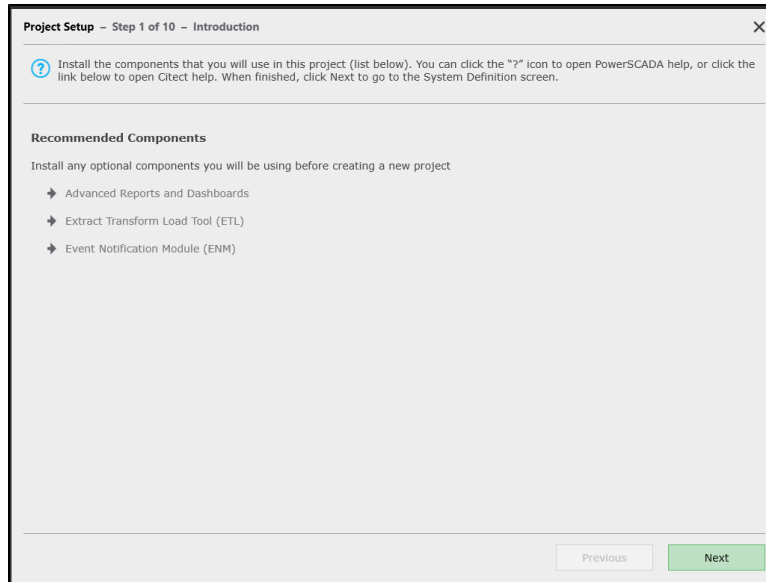 Project Setup – Step 1 of 10 – Introduction
Install the components that you will use in this project (list below). You can click the “?” icon to open PowerSCADA help, or click the
link below to open Citect help. When finished, click Next to go to the System Definition screen.
Recommended Components
Install any optional components you will be using before creating a new project
Advanced Reports and Dashboards
Extract Transform Load Tool (ETL)
Event Notification Module (ENM)
Previous
Next